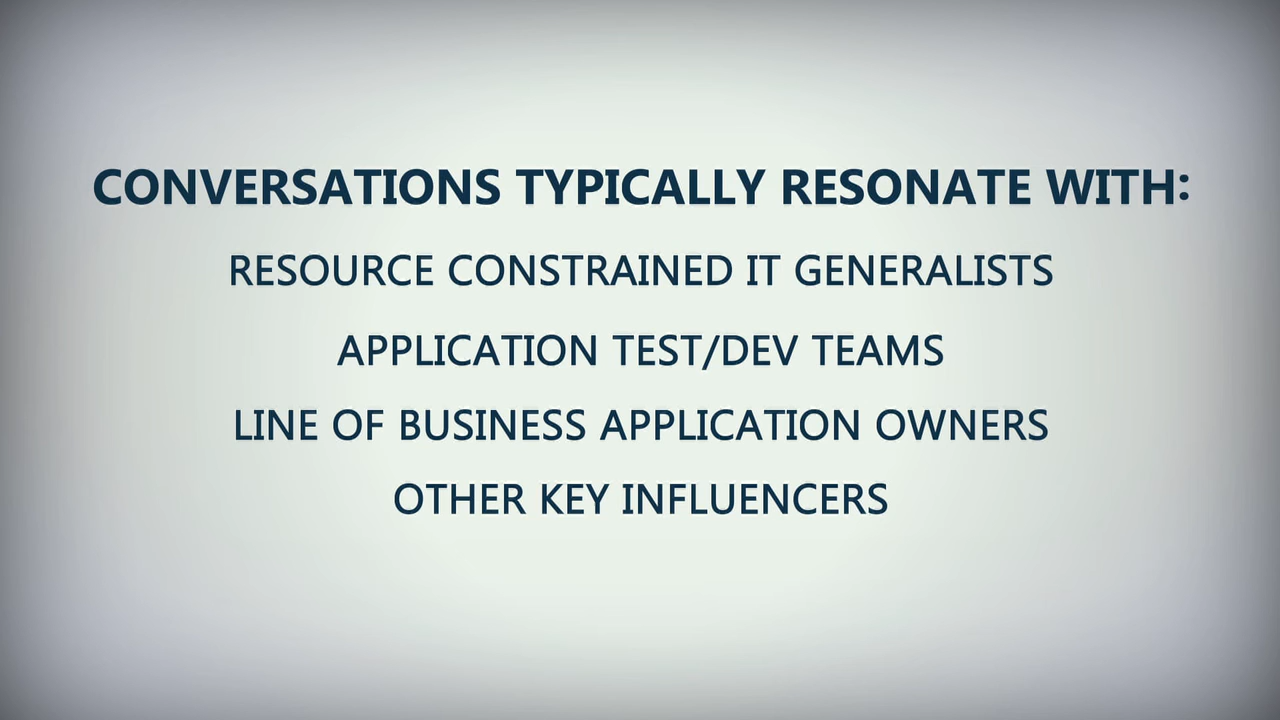 CONVERSATIONS TYPICALLY RESONATE WITH:
RESOURCE CONSTRAINED IT GENERALISTS
APPLICATION TEST/DEV TEAMS
LINE OF BUSINESS APPLICATION OWNERS
OTHER KEY INFLUENCERS